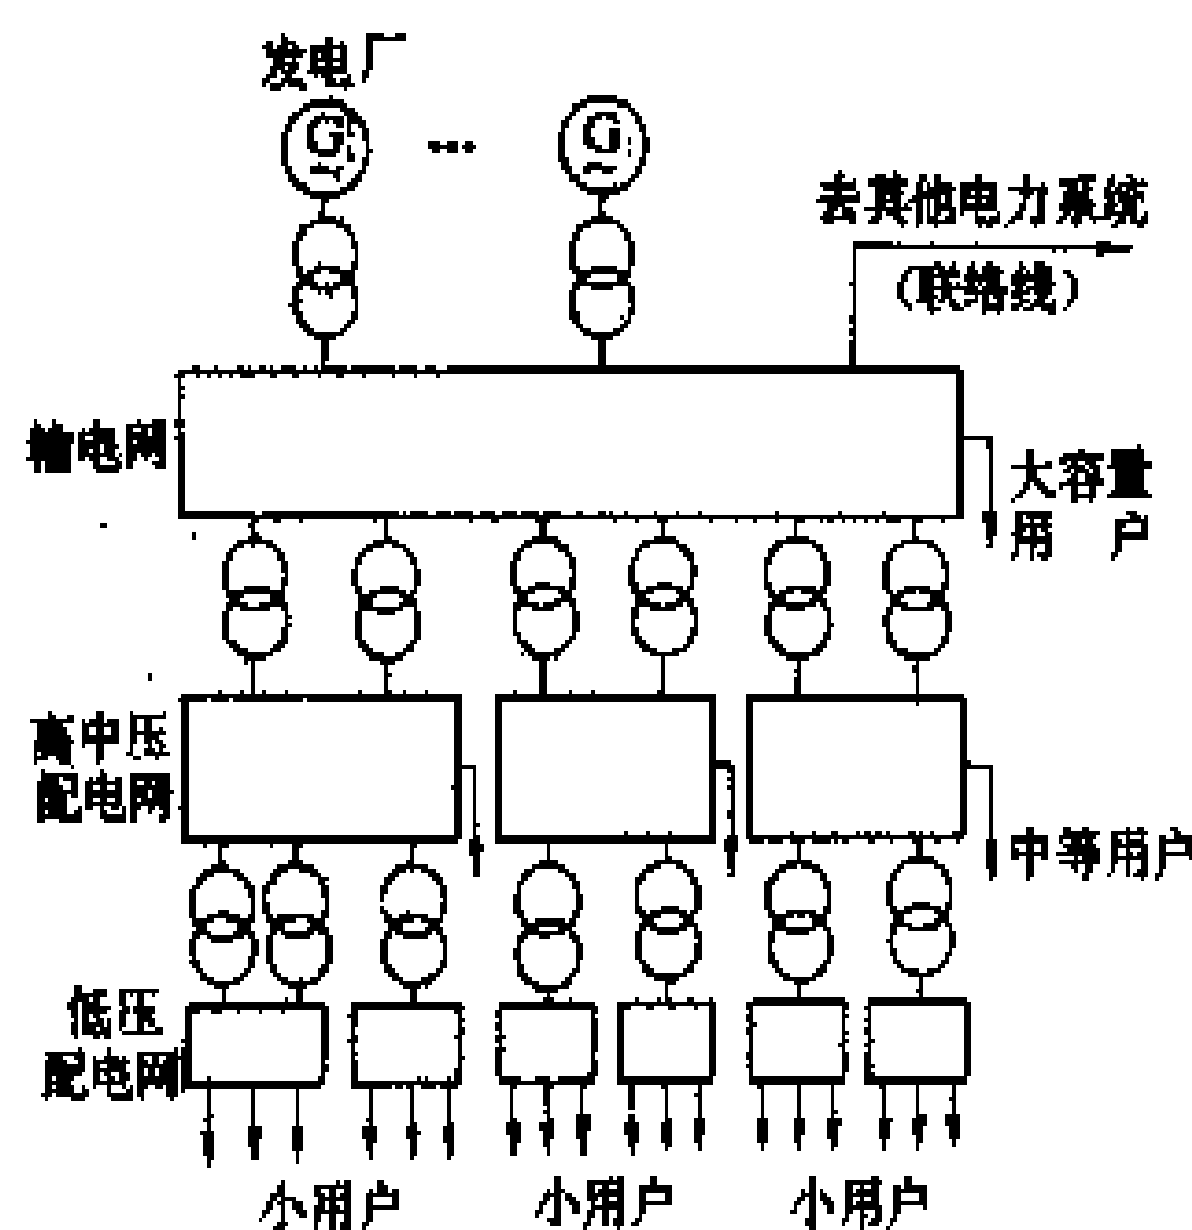 发电厂
G
~
...
G
~
去其他电力系统
(联络线)
输电网
大容量
用 户
高中压
配电网
中等用户
低压
配电网
小用户
小用户
小用户